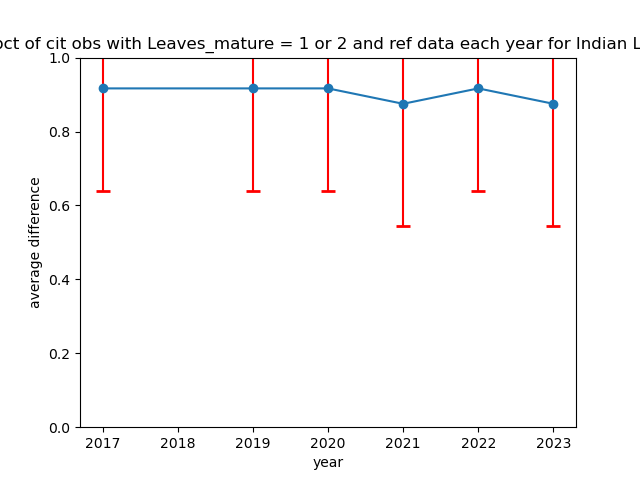 of cit obs with Leaves_mature = 1 or 2 and ref data each year for Indian
1.0
0.8
0.6
0.4
0.2
0.0
average difference
2017 2018 2019 2020 2021 2022 2023
year